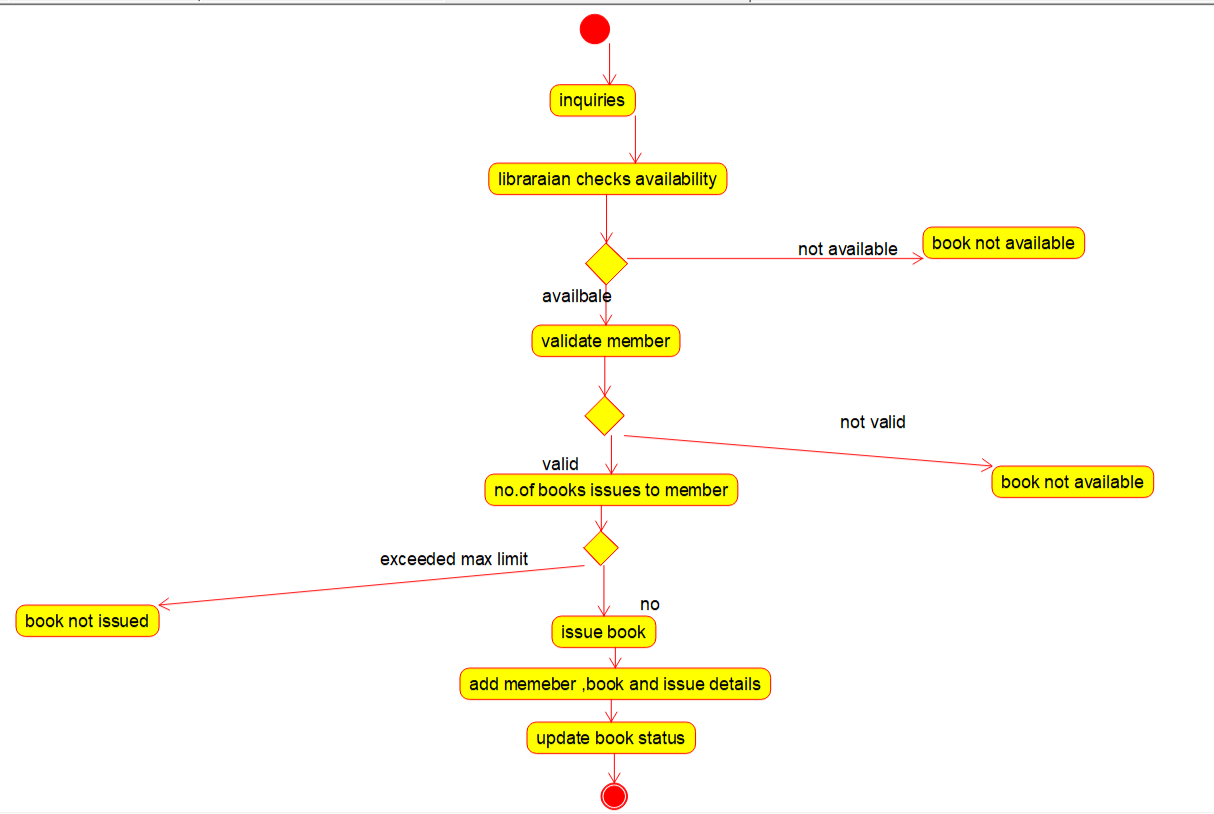 inquiries
libraraian checks availability
not available
book not available
availbale
validate member
not valid
valid
book not available
no.of books issues to member
exceeded max limit
no
book not issued
issue book
add memeber ,book and issue details
update book status